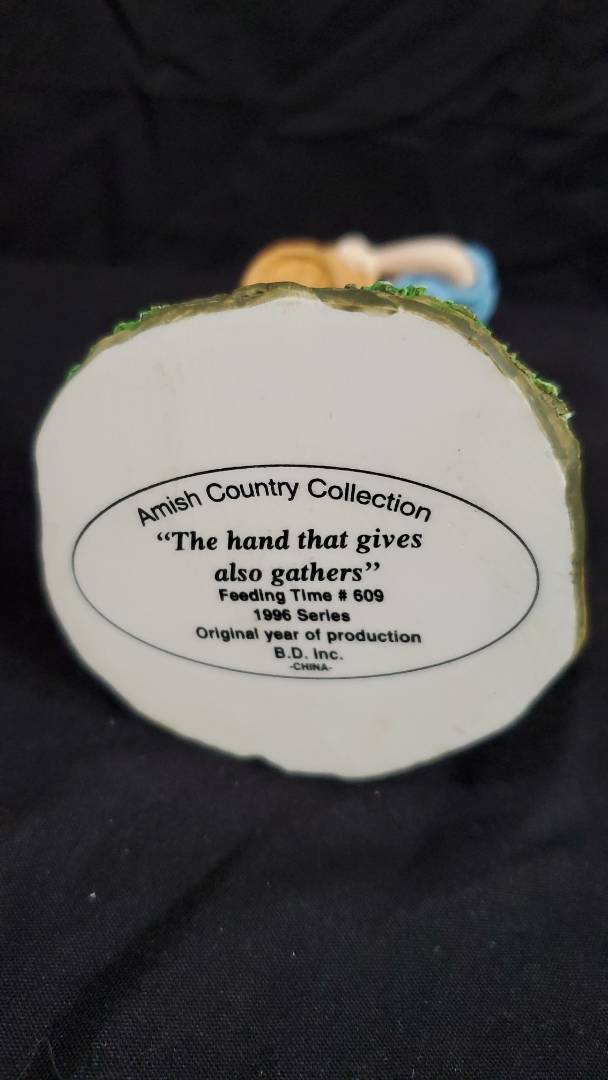 Amish Country Collection
“The hand that gives
also gathers”
Feeding Time # 609
1996 Series
Original year of production
B.D. Inc.
-CHINA-